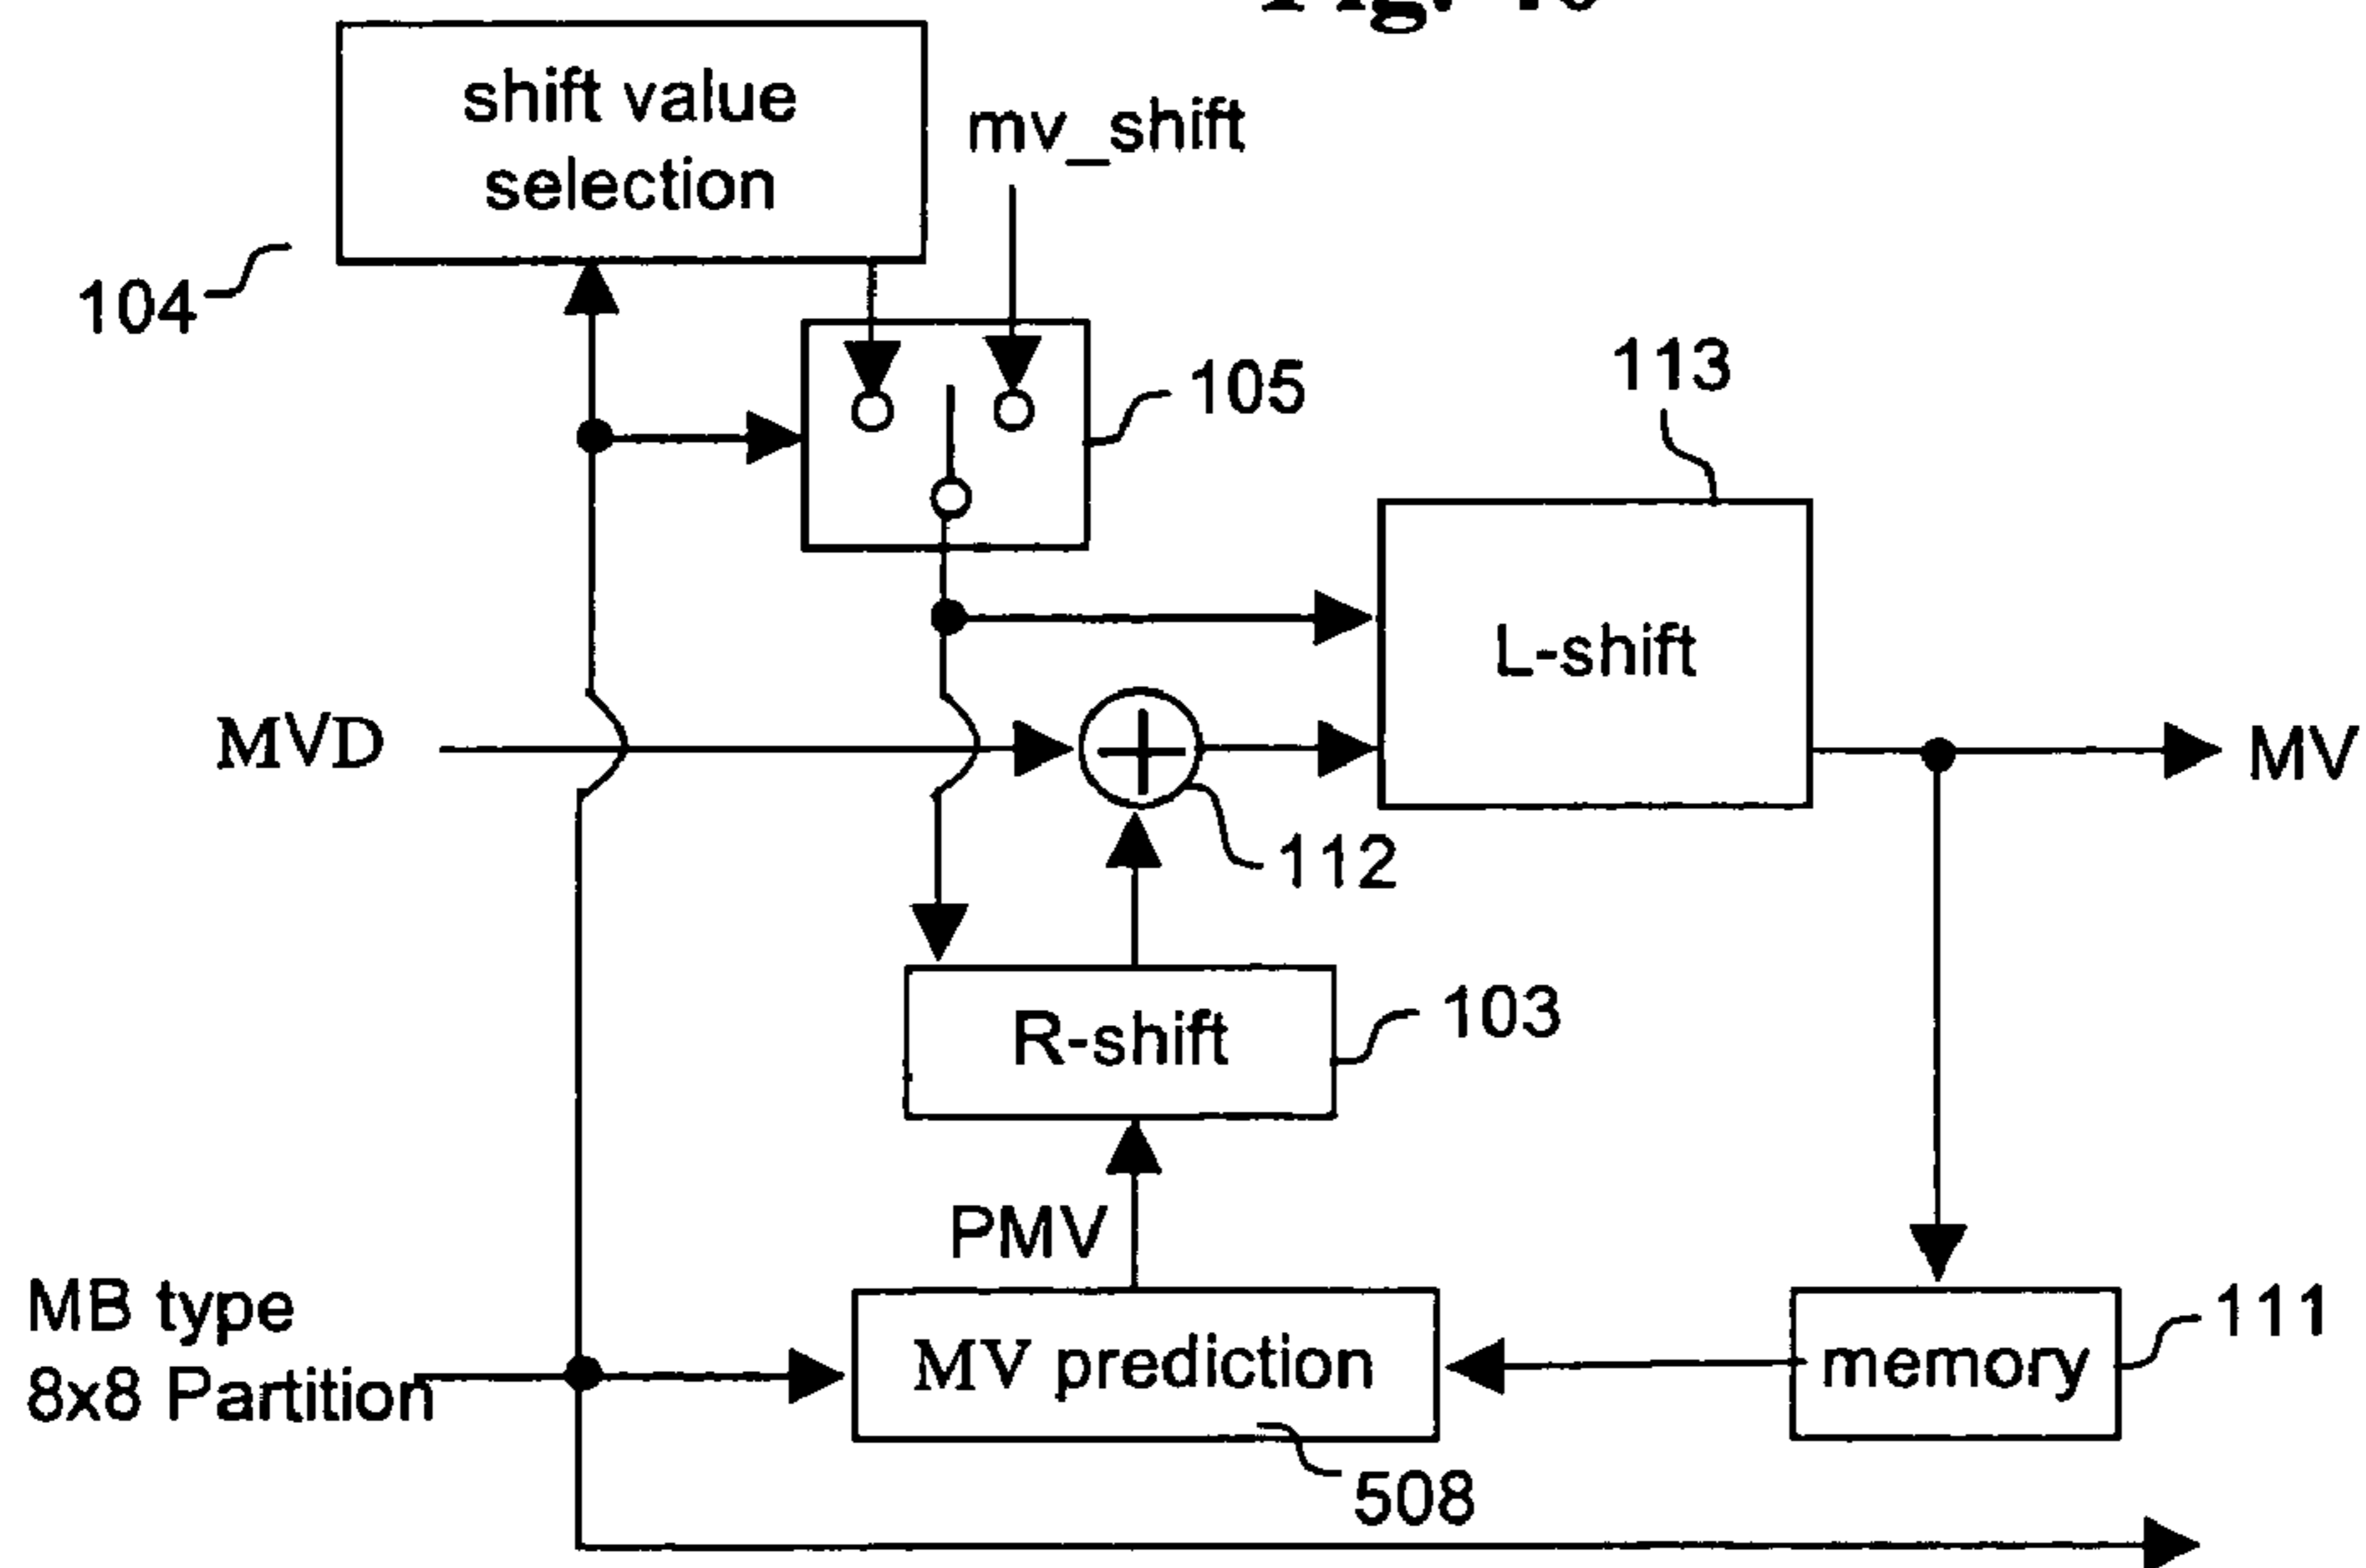 shift value
selection
mv_shift
104
105
113
L-shift
MVD
MV
112
R-shift
103
PMV
MB type
8x8 Partition
MV prediction
memory
111
508